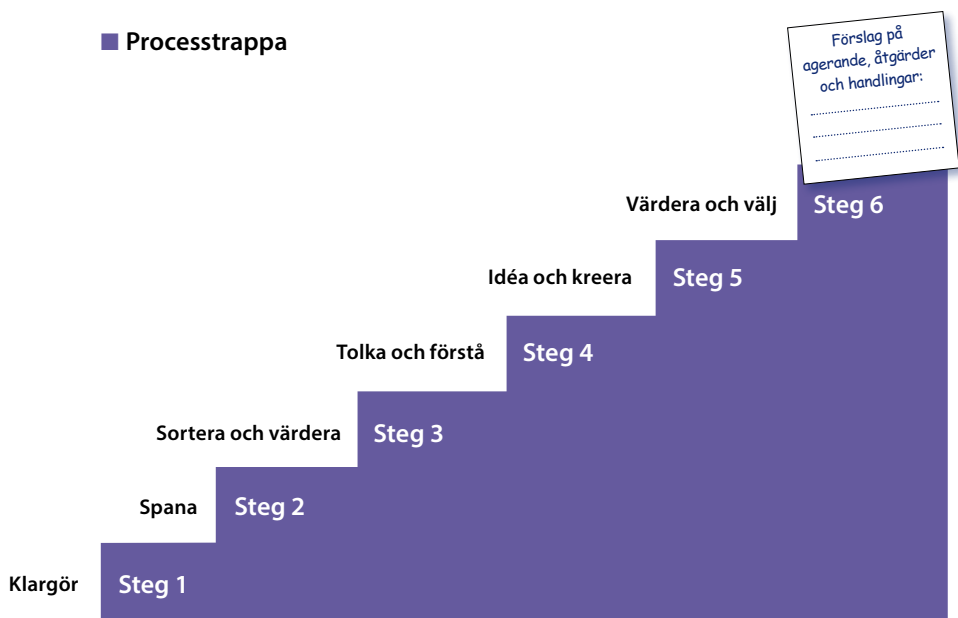 Processtrappa
Förslag på
agerande, åtgärder
och handlingar:
Värdera och välj
Steg 6
Idéa och kreera
Steg 5
Tolka och förstå
Steg 4
Sortera och värdera
Steg 3
Spana
Steg 2
Klargör
Steg 1